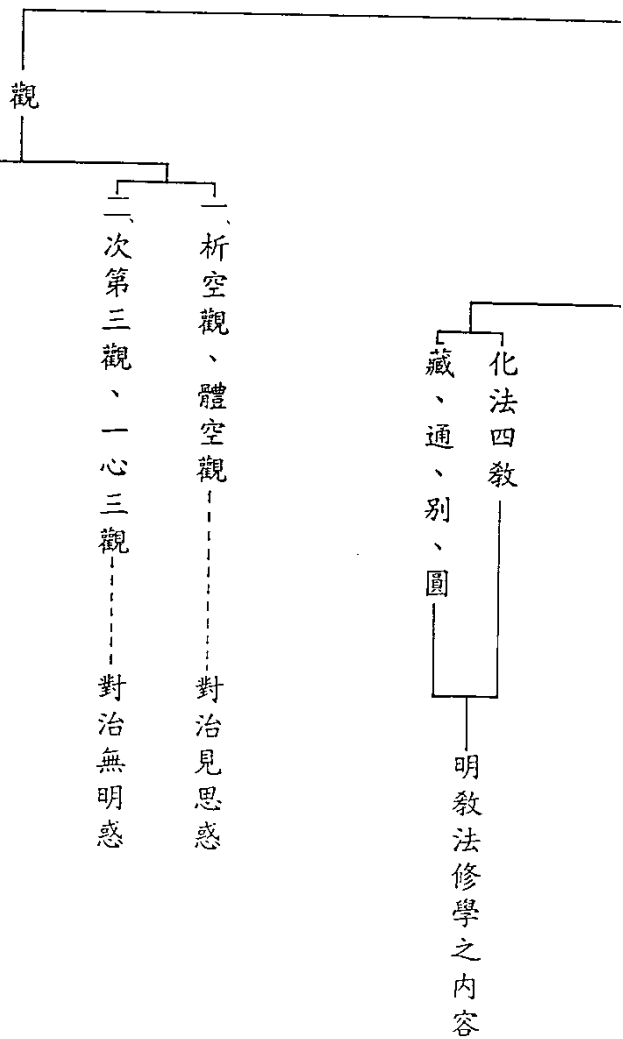 化法四教
藏、通、別、圓
明教法修學之内容
觀
一、析空觀、體空觀
對治見思惑
二、次第三觀、一心三觀
對治無明惑